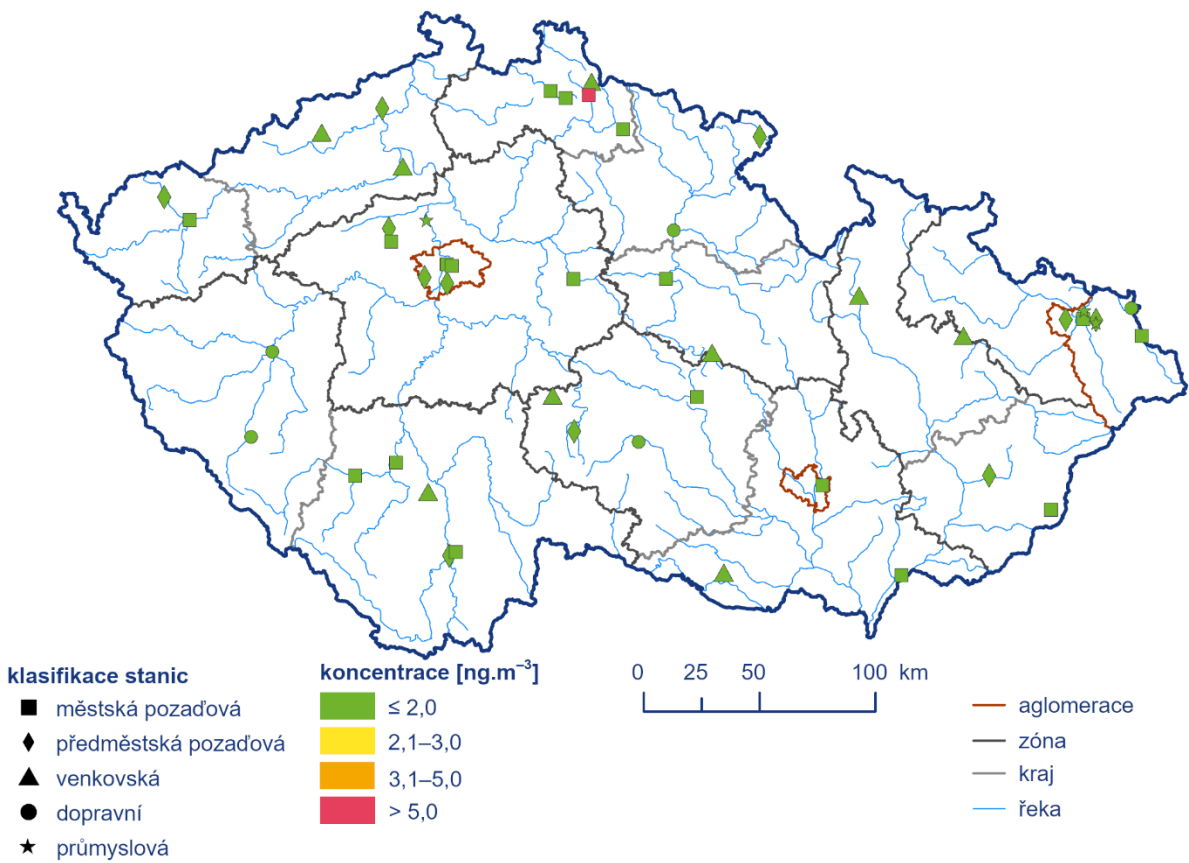 klasifikace stanic
městská pozaďová
předměstská pozaďová
venkovská
dopravní
průmyslová
koncentrace [ng.m⁻³]
≤ 2,0
2,1–3,0
3,1–5,0
> 5,0
0 25 50 100 km
aglomerace
zóna
kraj
řeka